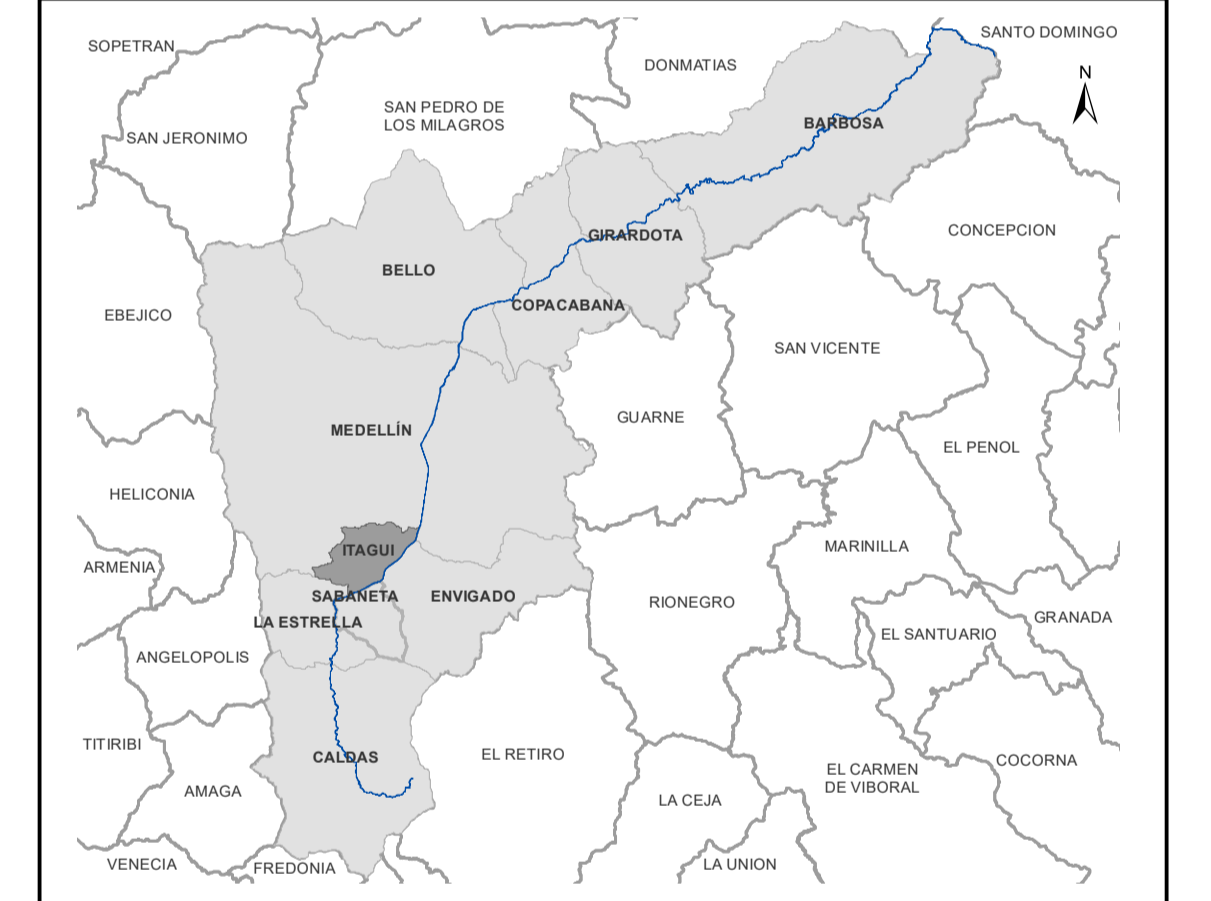 SANTO DOMINGO
SOPETRAN
DONMATIAS
N
SAN PEDRO DE
LOS MILAGROS
BARBOSA
SAN JERONIMO
CONCEPCION
GIRARDOTA
BELLO
COPACABANA
EBEJICO
SAN VICENTE
GUARNE
MEDELLÍN
EL PENOL
HELICONIA
ITAGUI
MARINILLA
ARMENIA
SABANETA
ENVIGADO
RIONEGRO
GRANADA
LA ESTRELLA
EL SANTUARIO
ANGELOPOLIS
TITIRIBI
EL RETIRO
CALDAS
COCORNA
EL CARMEN
DE VIBORAL
AMAGA
LA CEJA
VENECIA
FREDONIA
LA UNION